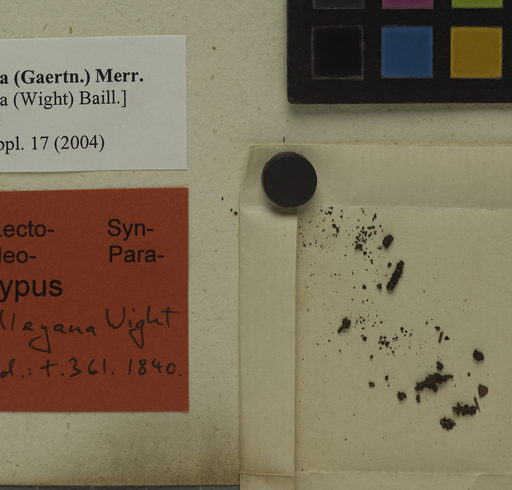 a (Gaertn.) Merr.
a (Wight) Baill.]
ppl. 17 (2004)
Lecto- Syn-
Neo- Para-
ypus
lleyana Wight
d.: t. 361. 1840.